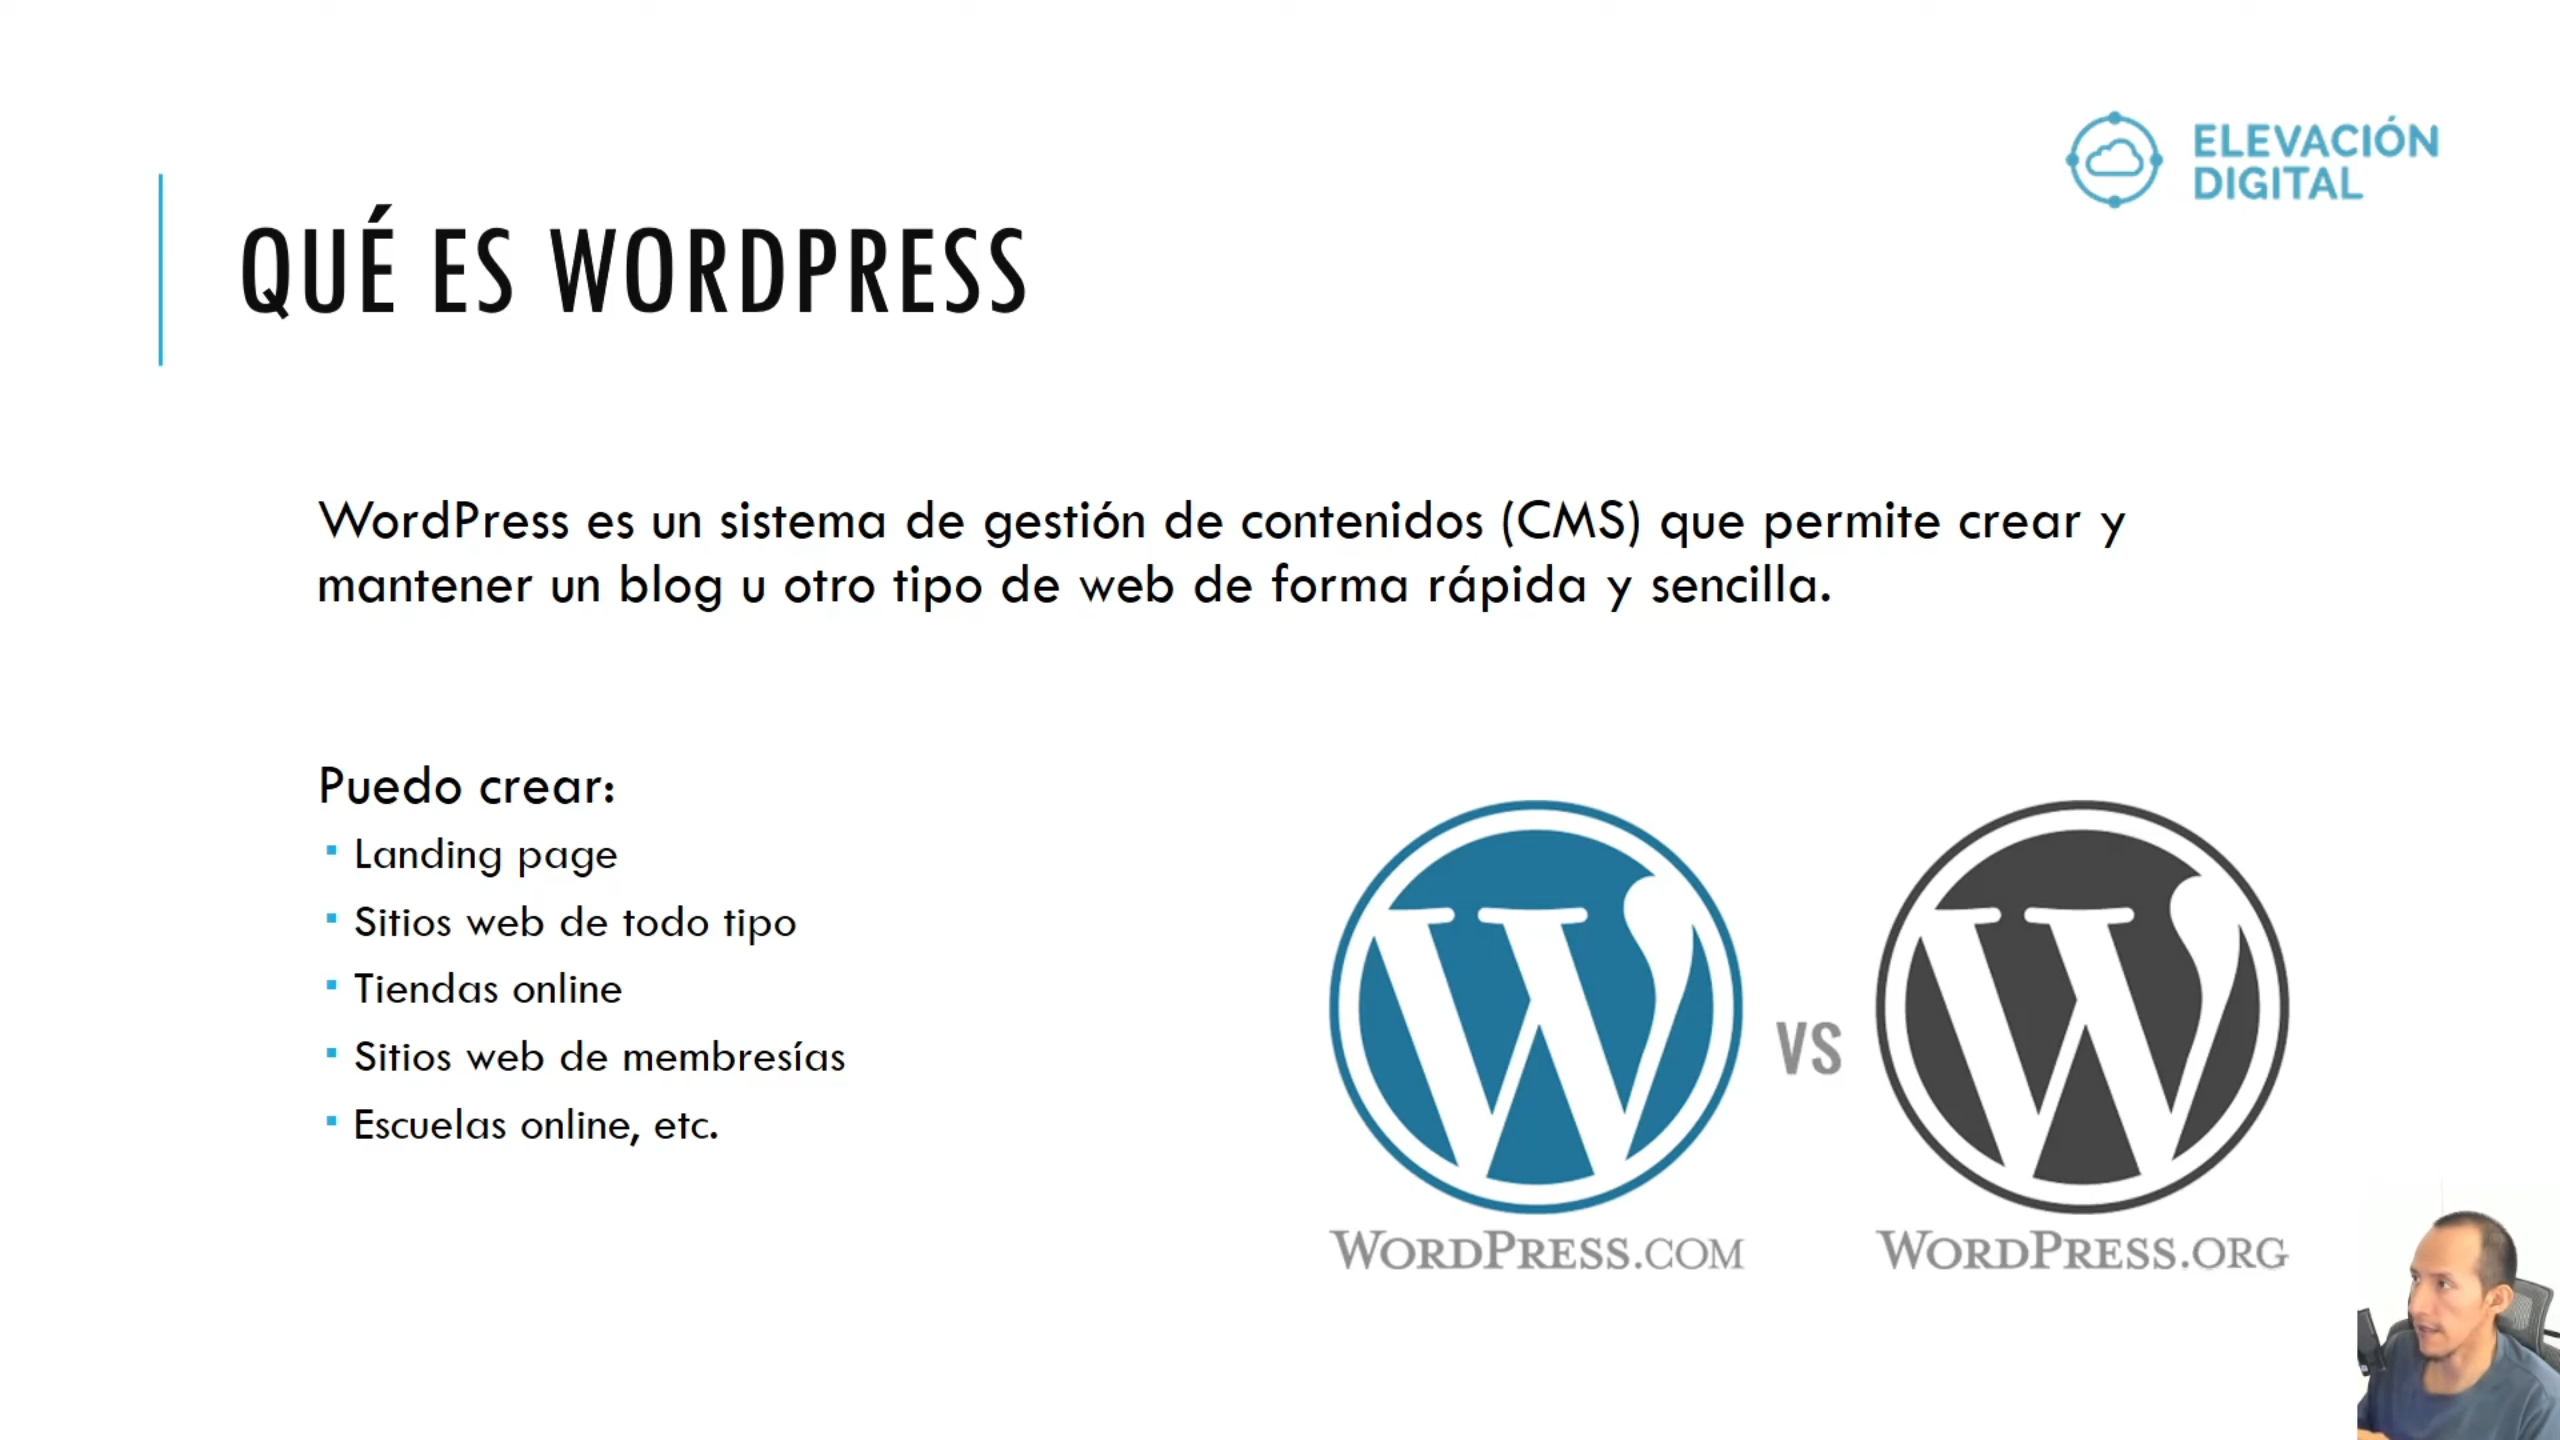 ELEVACIÓN
DIGITAL
QUÉ ES WORDPRESS
WordPress es un sistema de gestión de contenidos (CMS) que permite crear y
mantener un blog u otro tipo de web de forma rápida y sencilla.
Puedo crear:
▪ Landing page
▪ Sitios web de todo tipo
▪ Tiendas online
▪ Sitios web de membresías
▪ Escuelas online, etc.
VS
WORDPRESS.COM
WORDPRESS.ORG